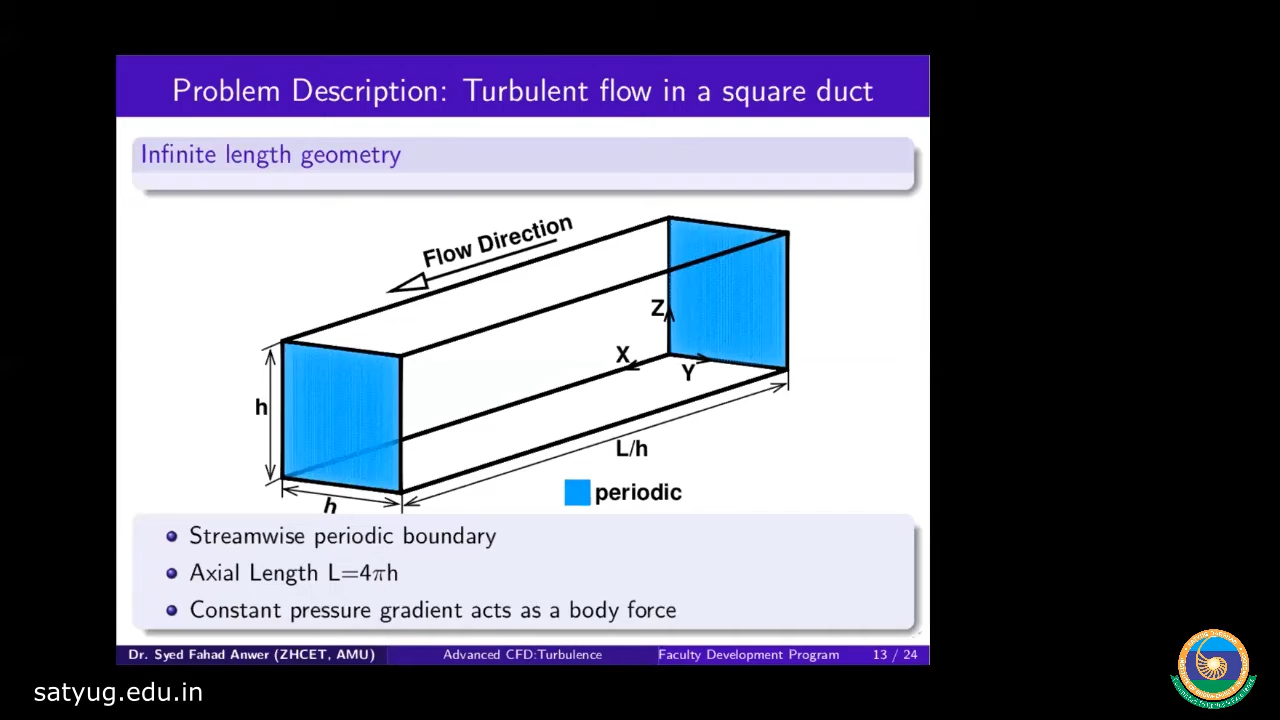 Problem Description: Turbulent flow in a square duct
Infinite length geometry
Flow Direction
Z
X
Y
h
L/h
h
periodic
Streamwise periodic boundary
Axial Length L=4πh
Constant pressure gradient acts as a body force
Dr. Syed Fahad Anwer (ZHCET, AMU) Advanced CFD:Turbulence Faculty Development Program 13 / 24
satyug.edu.in